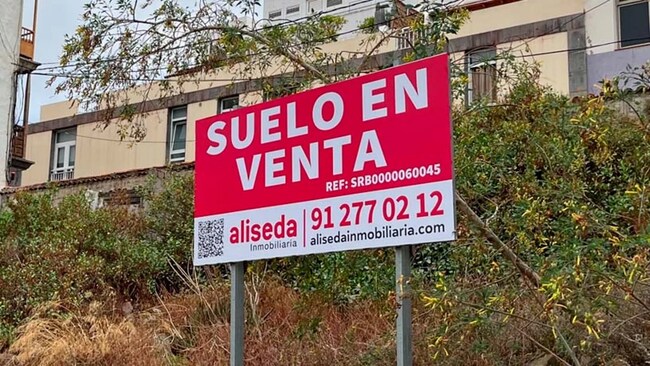 SUELO EN
VENTA
REF: SRB0000060045
aliseda
Inmobiliaria
91 277 02 12
alisedainmobiliaria.com